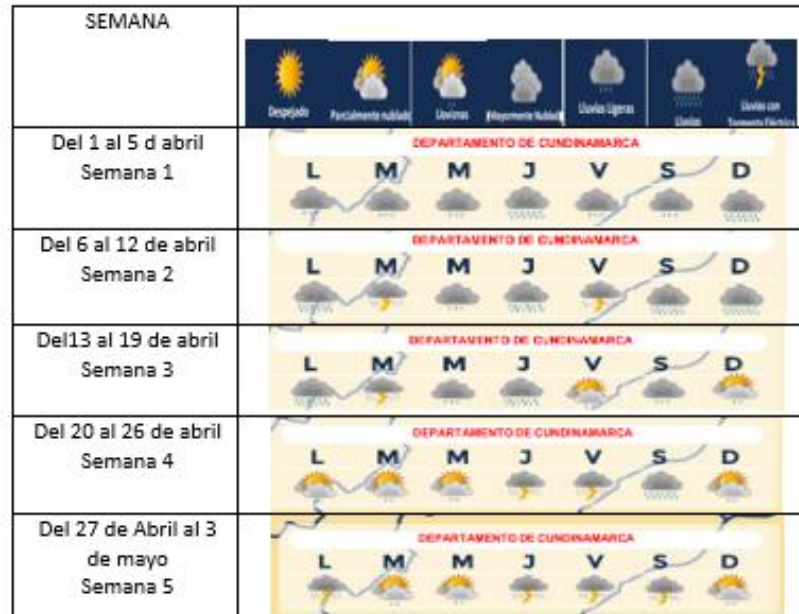 SEMANA
Despejado
Parcialmente nublado
Lloviznas
Mayormente Nublado
Lluvias Ligeras
Lluvias
Lluvias con
Tormenta Eléctrica
Del 1 al 5 d abril
Semana 1
DEPARTAMENTO DE CUNDINAMARCA
L M M J V S D
Del 6 al 12 de abril
Semana 2
DEPARTAMENTO DE CUNDINAMARCA
L M M J V S D
Del13 al 19 de abril
Semana 3
DEPARTAMENTO DE CUNDINAMARCA
L M M J V S D
Del 20 al 26 de abril
Semana 4
DEPARTAMENTO DE CUNDINAMARCA
L M M J V S D
Del 27 de Abril al 3
de mayo
Semana 5
DEPARTAMENTO DE CUNDINAMARCA
L M M J V S D